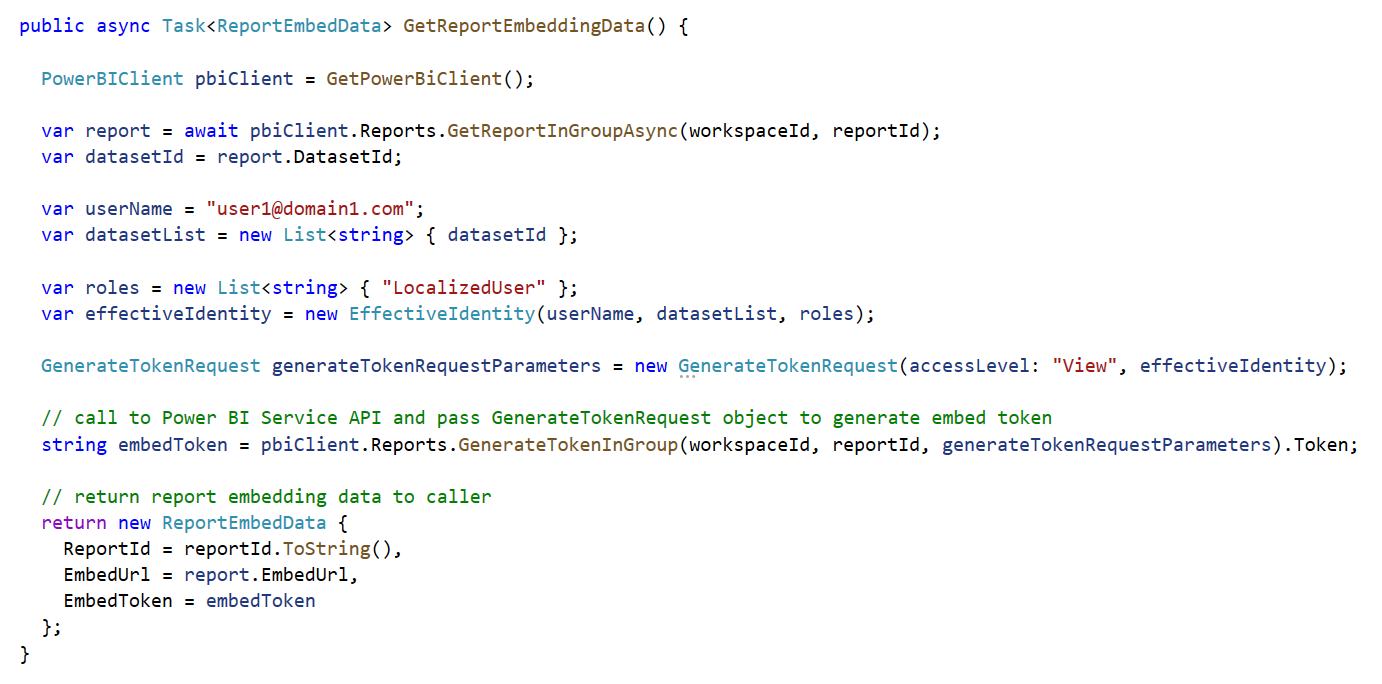 public async Task<ReportEmbedData> GetReportEmbeddingData() {
PowerBIClient pbiClient = GetPowerBiClient();
var report = await pbiClient.Reports.GetReportInGroupAsync(workspaceId, reportId);
var datasetId = report.DatasetId;
var userName = "user1@domain1.com";
var datasetList = new List<string> { datasetId };
var roles = new List<string> { "LocalizedUser" };
var effectiveIdentity = new EffectiveIdentity(userName, datasetList, roles);
GenerateTokenRequest generateTokenRequestParameters = new GenerateTokenRequest(accessLevel: "View", effectiveIdentity);
// call to Power BI Service API and pass GenerateTokenRequest object to generate embed token
string embedToken = pbiClient.Reports.GenerateTokenInGroup(workspaceId, reportId, generateTokenRequestParameters).Token;
// return report embedding data to caller
return new ReportEmbedData {
ReportId = reportId.ToString(),
EmbedUrl = report.EmbedUrl,
EmbedToken = embedToken
};
}